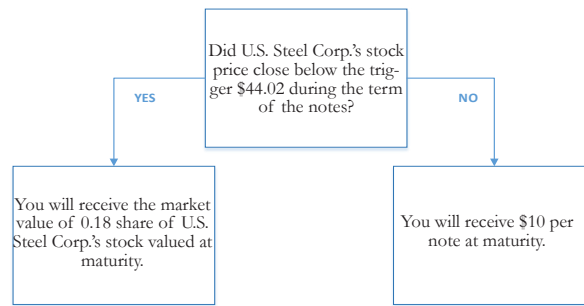 Did U.S. Steel Corp.'s stock
price close below the trig-
ger $44.02 during the term
of the notes?
YES
NO
You will receive the market
value of 0.18 share of U.S.
Steel Corp.'s stock valued at
maturity.
You will receive $10 per
note at maturity.